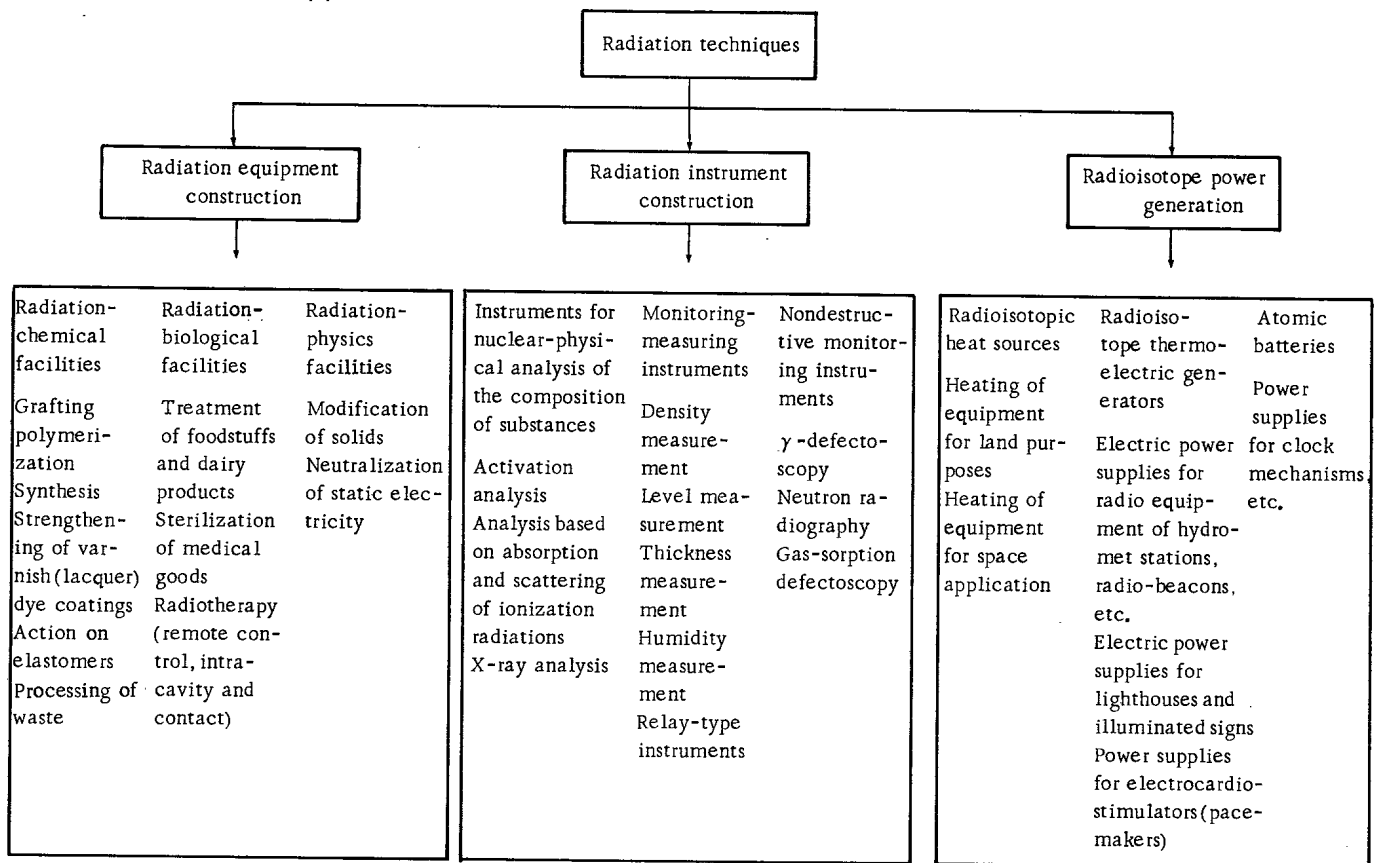 Radiation techniques
Radiation equipment
construction
Radiation instrument
construction
Radioisotope power
generation
Radiation-
chemical
facilities
Grafting
polymeri-
zation
Synthesis
Strengthen-
ing of var-
nish (lacquer)
dye coatings
Action on
elastomers
Processing of
waste
Radiation-
biological
facilities
Treatment
of foodstuffs
and dairy
products
Sterilization
of medical
goods
Radiotherapy
(remote con-
trol, intra-
cavity and
contact)
Radiation-
physics
facilities
Modification
of solids
Neutralization
of static elec-
tricity
Instruments for
nuclear-physi-
cal analysis of
the composition
of substances
Activation
analysis
Analysis based
on absorption
and scattering
of ionization
radiations
X-ray analysis
Monitoring-
measuring
instruments
Density
measure-
ment
Level mea-
surement
Thickness
measure-
ment
Humidity
measure-
ment
Relay-type
instruments
Nondestruc-
tive monitor-
ing instru-
ments
γ-defecto-
scopy
Neutron ra-
diography
Gas-sorption
defectoscopy
Radioisotopic
heat sources
Heating of
equipment
for land pur-
poses
Heating of
equipment
for space
application
Radioiso-
tope thermo-
electric gen-
erators
Electric power
supplies for
radio equip-
ment of hydro-
met stations,
radio-beacons,
etc.
Electric power
supplies for
lighthouses and
illuminated signs
Power supplies
for electrocardio-
stimulators (pace-
makers)
Atomic
batteries
Power
supplies
for clock
mechanisms,
etc.